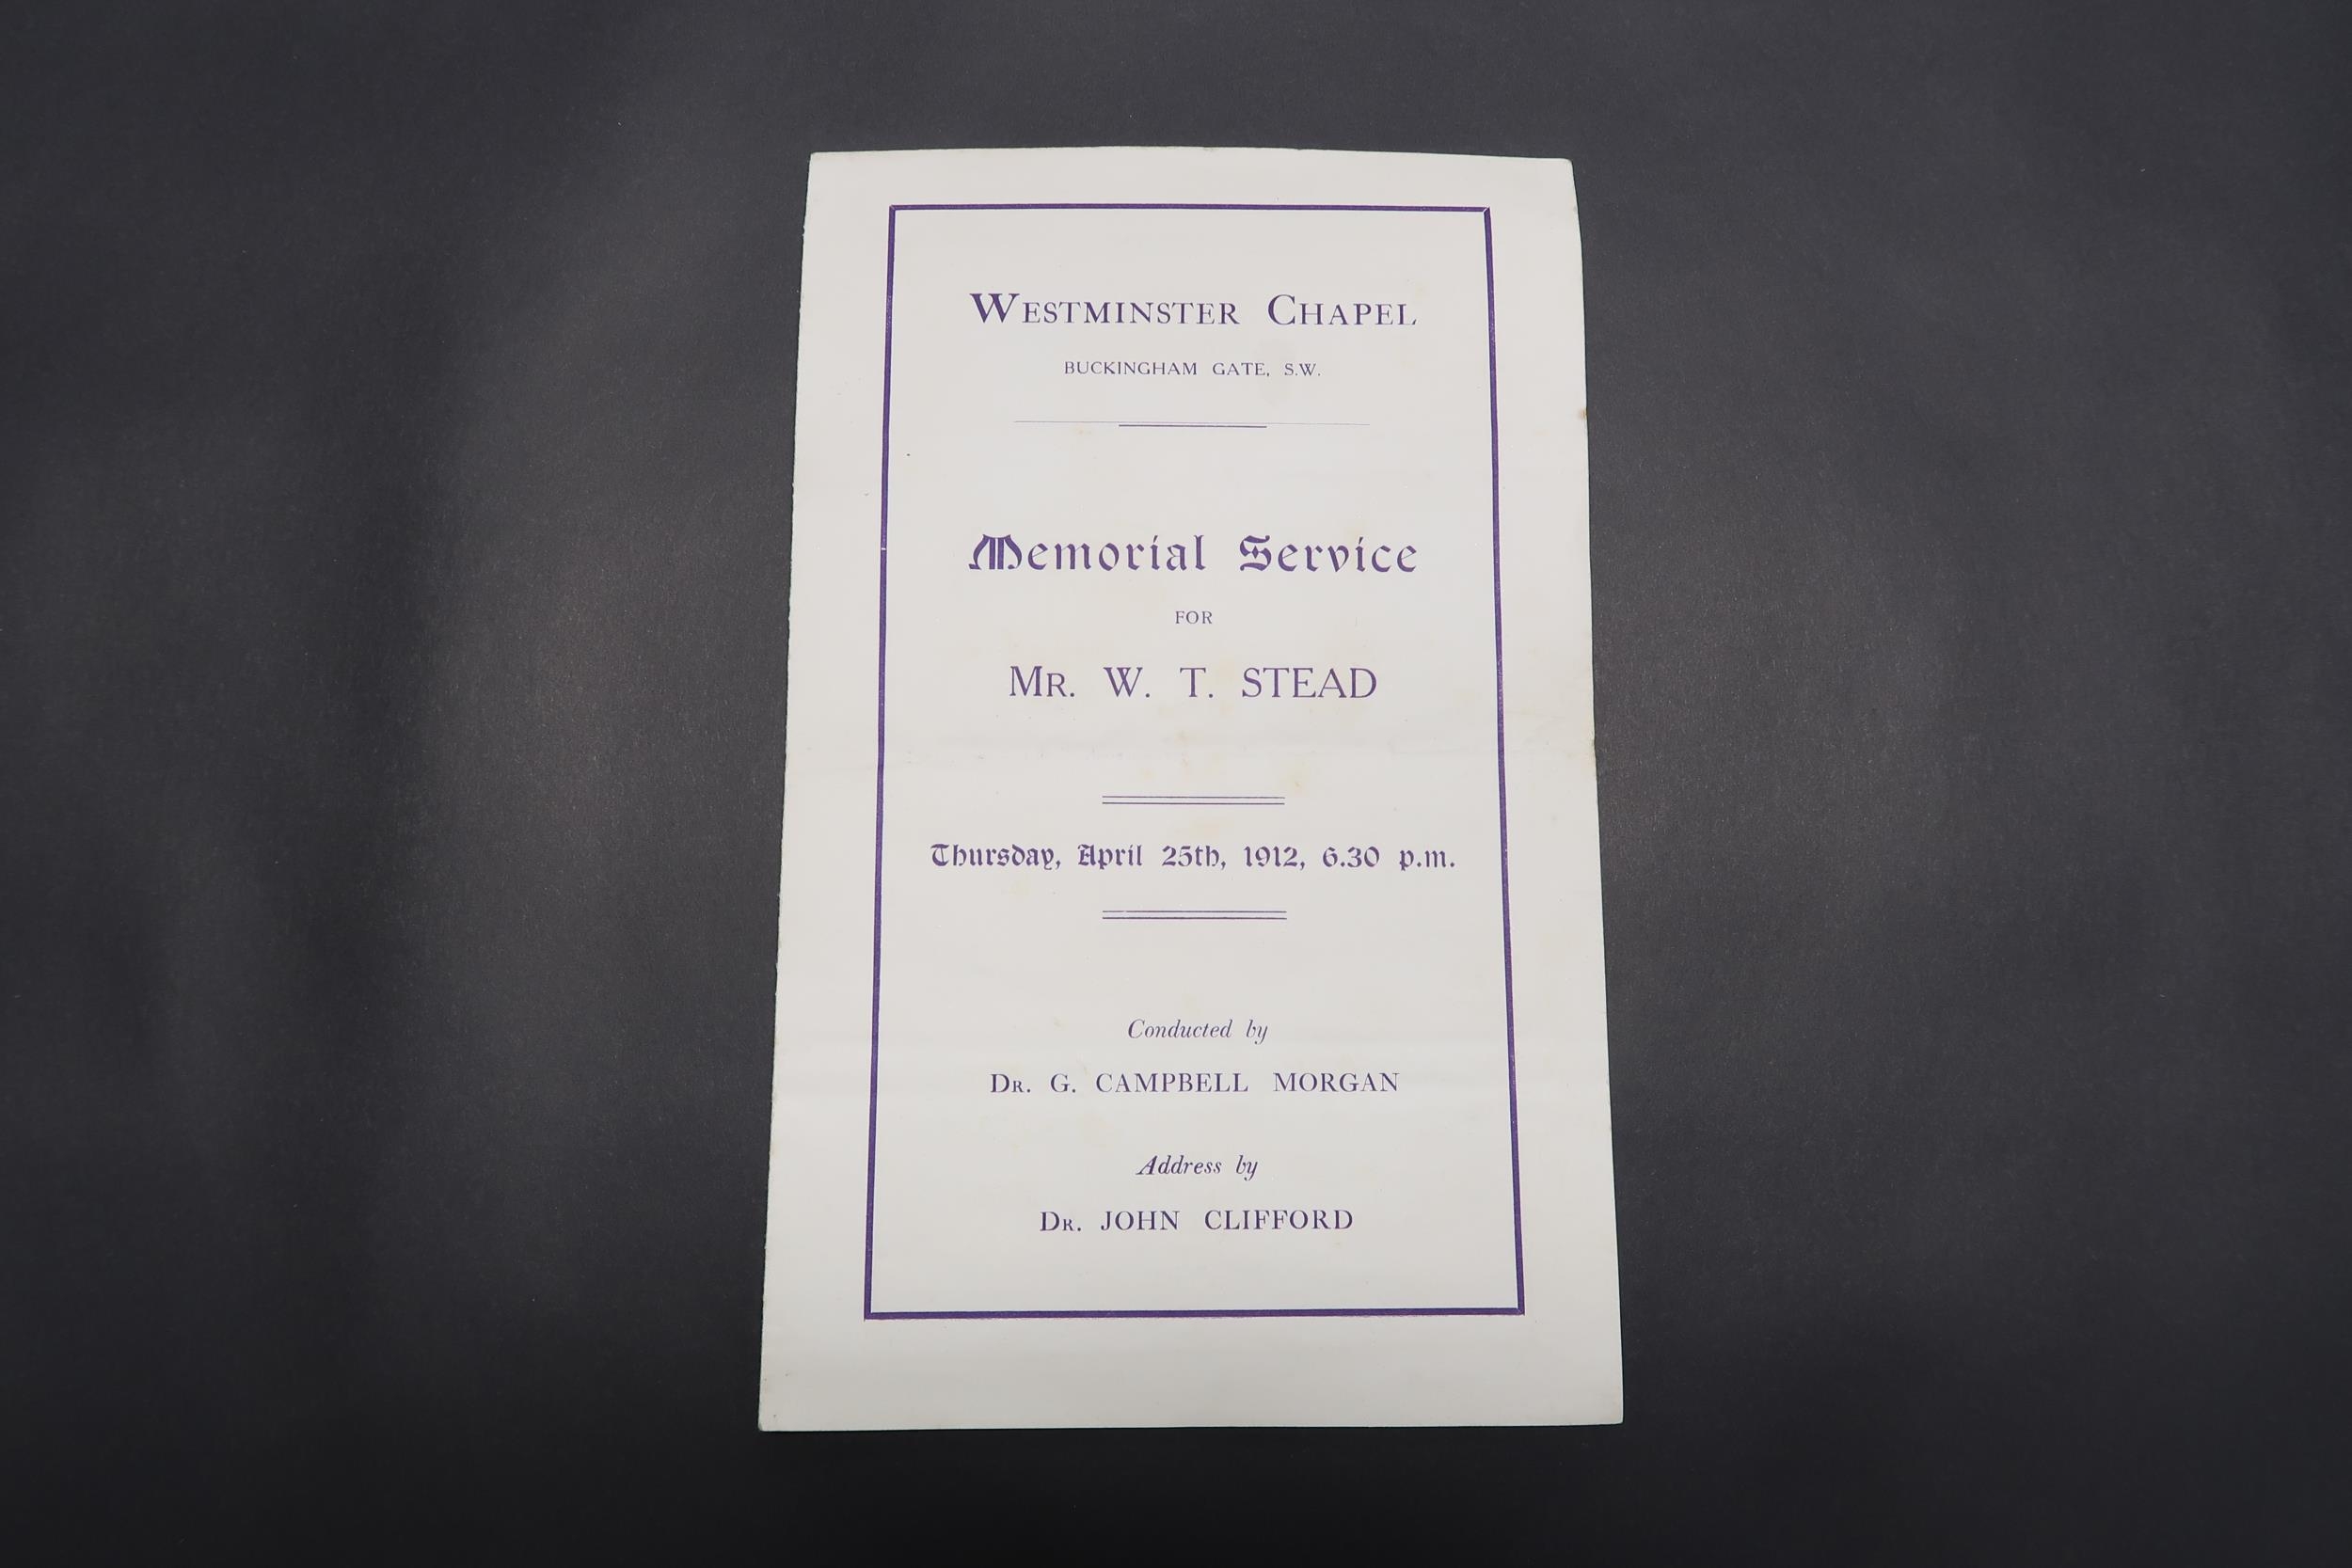 WESTMINSTER CHAPEL
BUCKINGHAM GATE, S.W.
Memorial Service
FOR
MR. W. T. STEAD
Thursday, April 25th, 1912, 6.30 p.m.
Conducted by
DR. G. CAMPBELL MORGAN
Address by
DR. JOHN CLIFFORD